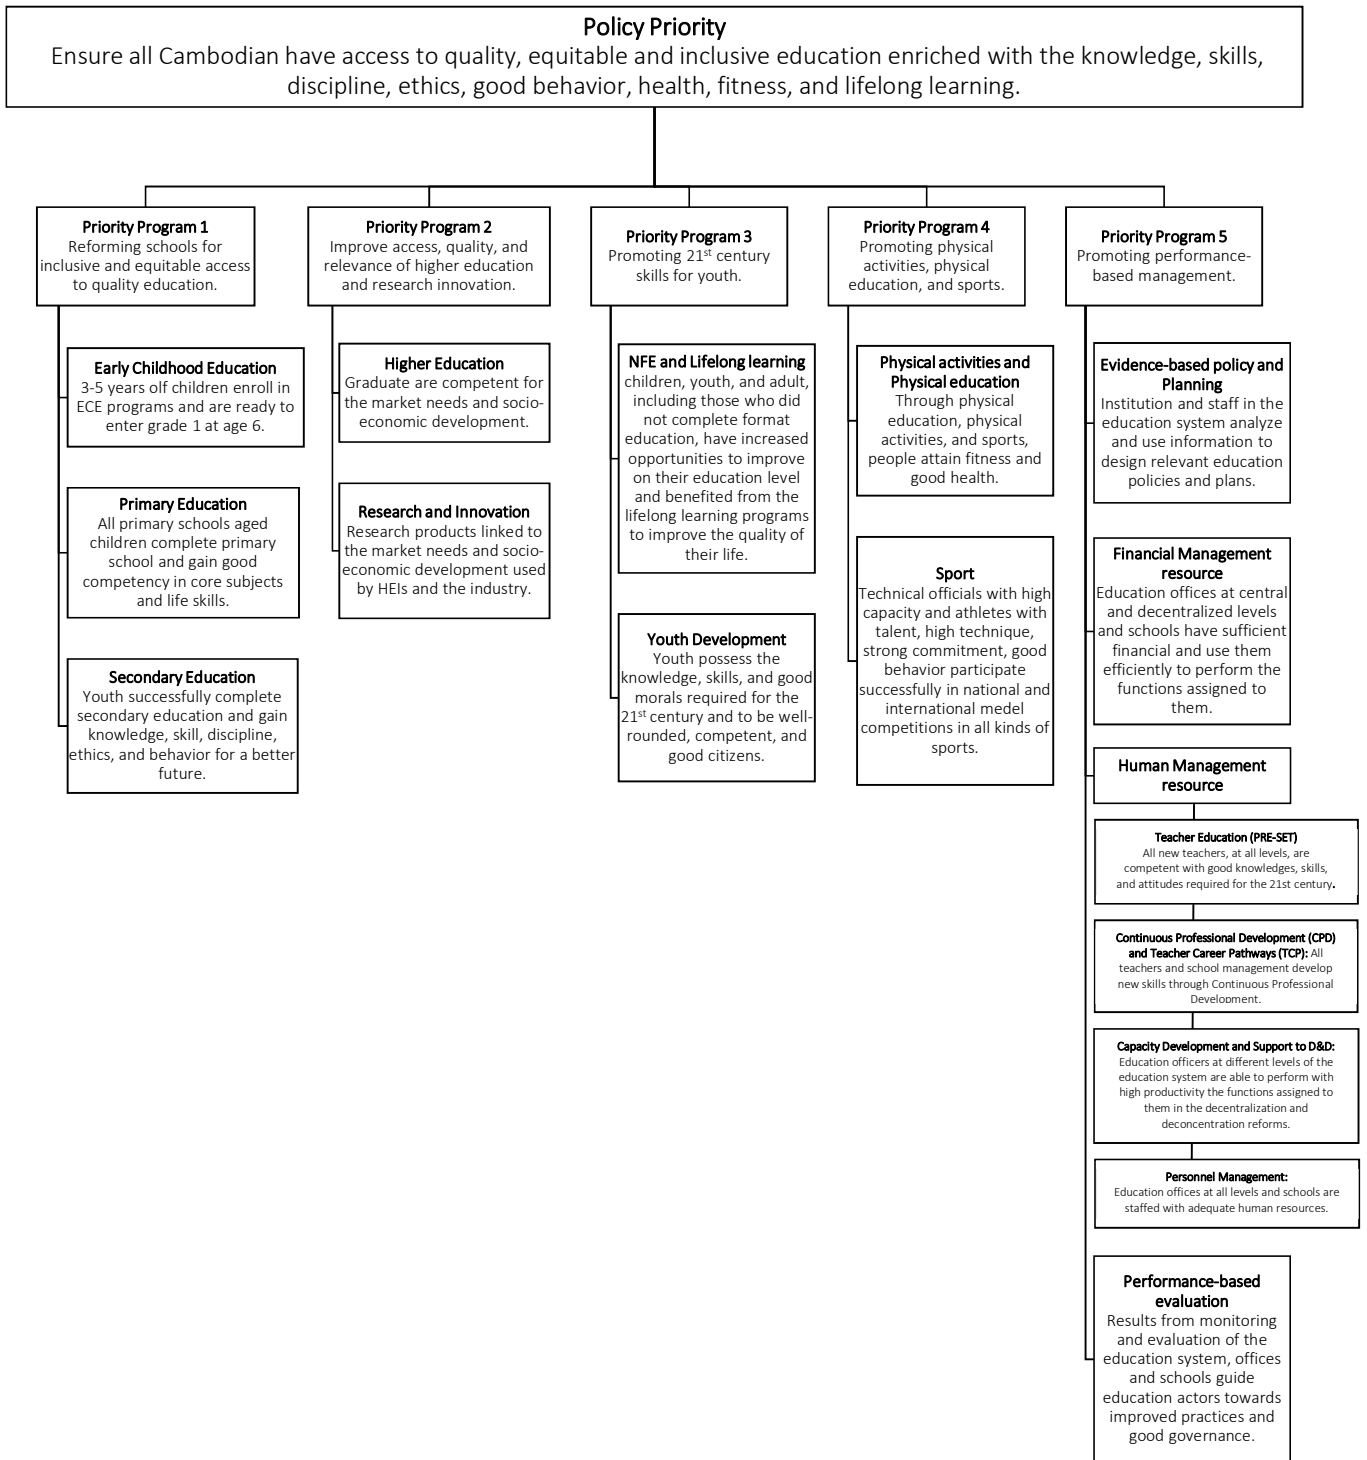 Policy Priority
Ensure all Cambodian have access to quality, equitable and inclusive education enriched with the knowledge, skills,
discipline, ethics, good behavior, health, fitness, and lifelong learning.
Priority Program 1
Reforming schools for
inclusive and equitable access
to quality education.
Early Childhood Education
3-5 years olf children enroll in
ECE programs and are ready to
enter grade 1 at age 6.
Primary Education
All primary schools aged
children complete primary
school and gain good
competency in core subjects
and life skills.
Secondary Education
Youth successfully complete
secondary education and gain
knowledge, skill, discipline,
ethics, and behavior for a better
future.
Priority Program 2
Improve access, quality, and
relevance of higher education
and research innovation.
Higher Education
Graduate are competent for
the market needs and socio-
economic development.
Research and Innovation
Research products linked to
the market needs and socio-
economic development used
by HEIs and the industry.
Priority Program 3
Promoting 21st century
skills for youth.
NFE and Lifelong learning
children, youth, and adult,
including those who did
not complete format
education, have increased
opportunities to improve
on their education level
and benefited from the
lifelong learning programs
to improve the quality of
their life.
Youth Development
Youth possess the
knowledge, skills, and good
morals required for the
21st century and to be well-
rounded, competent, and
good citizens.
Priority Program 4
Promoting physical
activities, physical
education, and sports.
Physical activities and
Physical education
Through physical
education, physical
activities, and sports,
people attain fitness and
good health.
Sport
Technical officials with high
capacity and athletes with
talent, high technique,
strong commitment, good
behavior participate
successfully in national and
international medel
competitions in all kinds of
sports.
Priority Program 5
Promoting performance-
based management.
Evidence-based policy and
Planning
Institution and staff in the
education system analyze
and use information to
design relevant education
policies and plans.
Financial Management
resource
Education offices at central
and decentralized levels
and schools have sufficient
financial and use them
efficiently to perform the
functions assigned to
them.
Human Management
resource
Teacher Education (PRE-SET)
All new teachers, at all levels, are
competent with good knowledges, skills,
and attitudes required for the 21st century.
Continuous Professional Development (CPD)
and Teacher Career Pathways (TCP): All
teachers and school management develop
new skills through Continuous Professional
Development.
Capacity Development and Support to D&D:
Education officers at different levels of the
education system are able to perform with
high productivity the functions assigned to
them in the decentralization and
deconcentration reforms.
Personnel Management:
Education offices at all levels and schools are
staffed with adequate human resources.
Performance-based
evaluation
Results from monitoring
and evaluation of the
education system, offices
and schools guide
education actors towards
improved practices and
good governance.